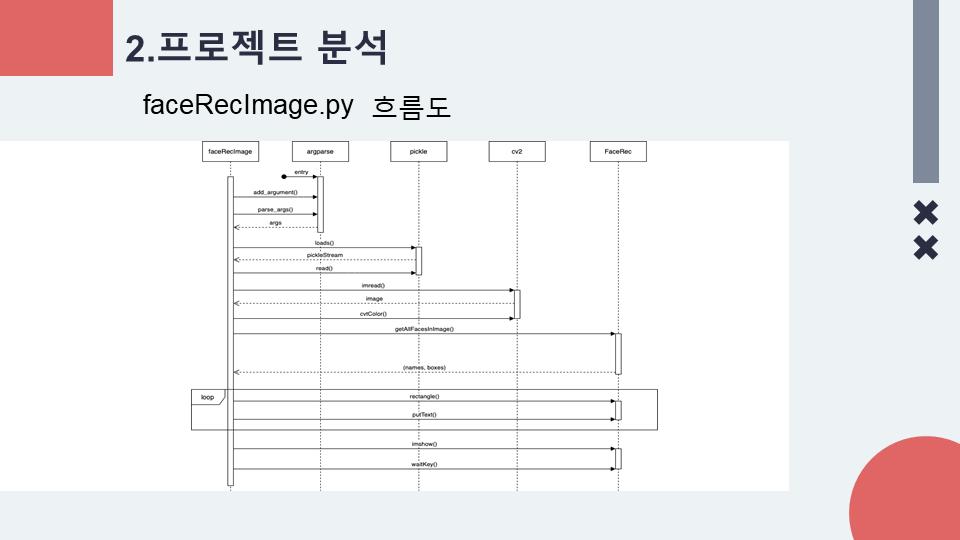 2.프로젝트 분석
faceRecImage.py 흐름도
faceRecImage argparse pickle cv2 FaceRec
entry
add_argument()
parse_args()
args
loads()
pickleStream
read()
imread()
image
cvtColor()
getAllFacesInImage()
(names, boxes)
loop
rectangle()
putText()
imshow()
waitKey()